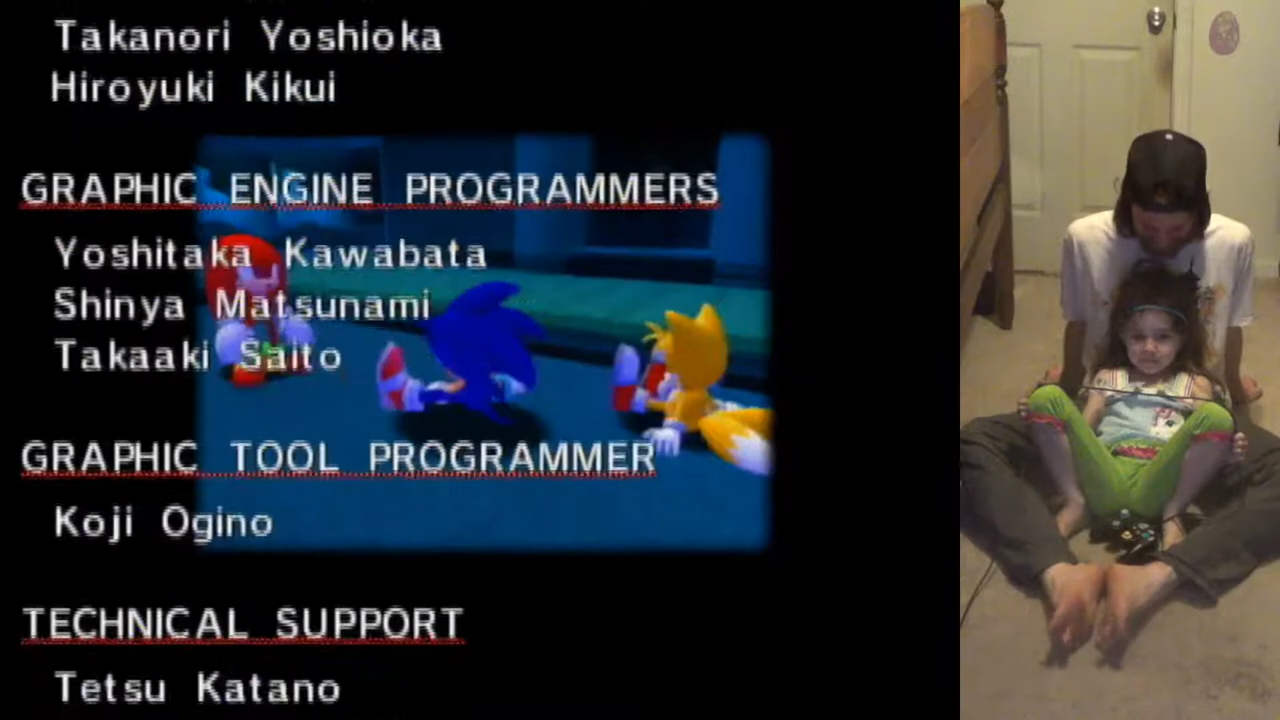 Takanori Yoshioka
Hiroyuki Kikui
GRAPHIC ENGINE PROGRAMMERS
Yoshitaka Kawabata
Shinya Matsunami
Takaaki Saito
GRAPHIC TOOL PROGRAMMER
Koji Ogino
TECHNICAL SUPPORT
Tetsu Katano